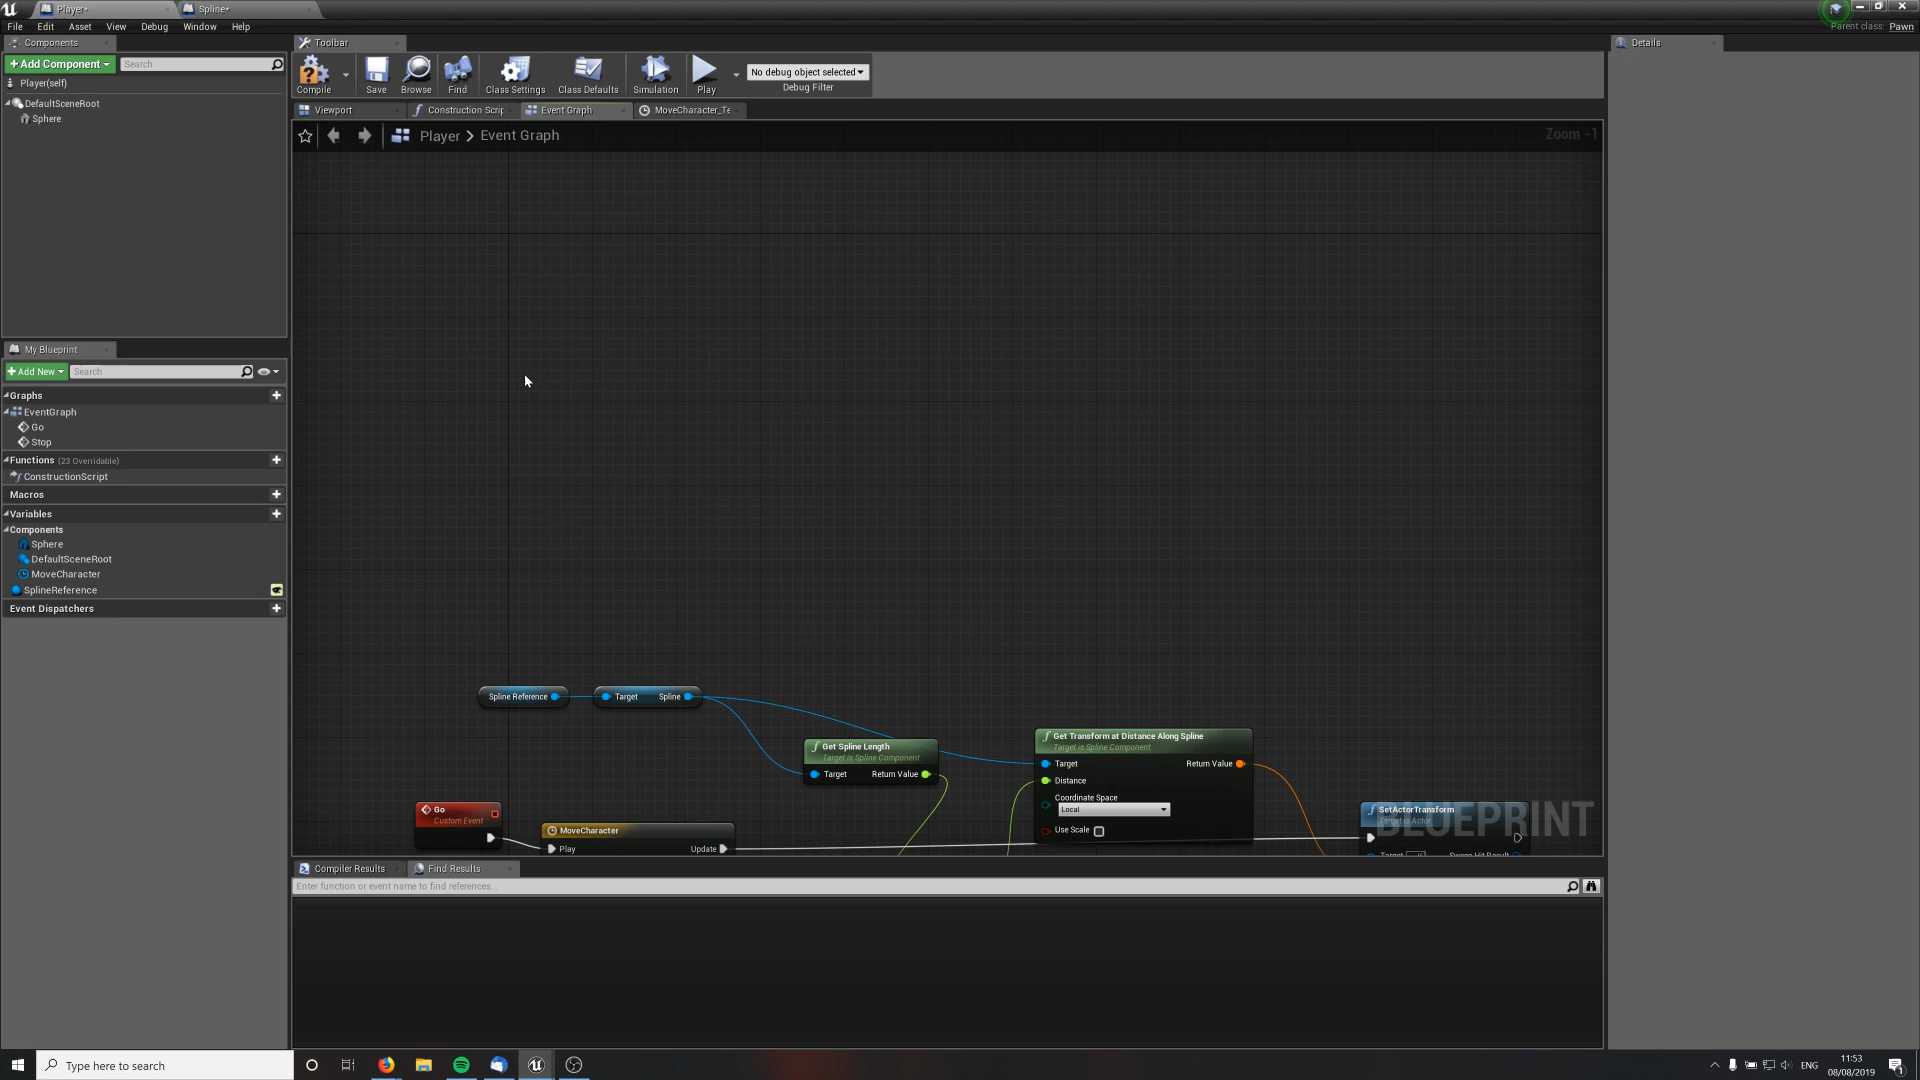 Player*
Spline*
File Edit Asset View Debug Window Help
Parent class: Pawn
Components
Toolbar
Details
+ Add Component
Search
Player(self)
DefaultSceneRoot
Sphere
Compile
Save
Browse
Find
Class Settings
Class Defaults
Simulation
Play
No debug object selected
Debug Filter
Viewport
Construction Scrip
Event Graph
MoveCharacter_Te
Player > Event Graph
Zoom -1
My Blueprint
+ Add New
Search
Graphs
EventGraph
Go
Stop
Functions (23 Overridable)
ConstructionScript
Macros
Variables
Components
Sphere
DefaultSceneRoot
MoveCharacter
SplineReference
Event Dispatchers
Spline Reference
Target Spline
Get Spline Length
Target is Spline Component
Target Return Value
Get Transform at Distance Along Spline
Target is Spline Component
Target Return Value
Distance
Coordinate Space
Local
Use Scale
Go
Custom Event
MoveCharacter
Play Update
SetActorTransform
Target is Actor
BLUEPRINT
Compiler Results
Find Results
Enter function or event name to find references...
Type here to search
ENG
11:53
08/08/2019